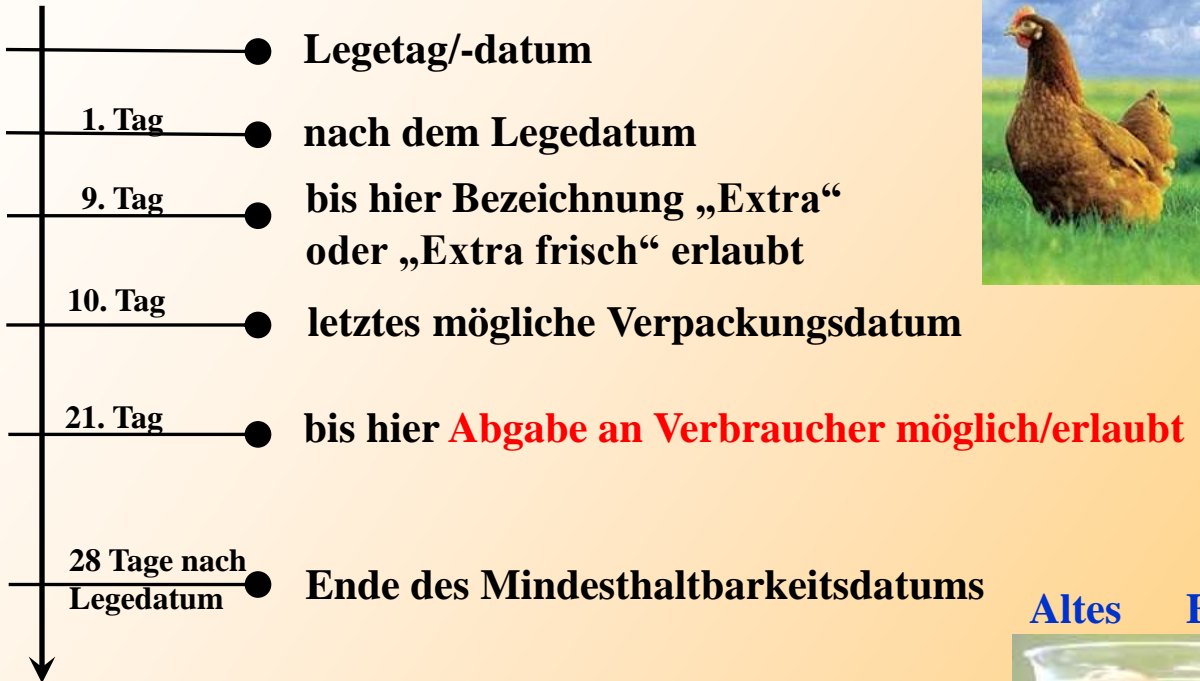 Legetag/-datum
1. Tag
nach dem Legedatum
9. Tag
bis hier Bezeichnung „Extra“
oder „Extra frisch“ erlaubt
10. Tag
letztes mögliche Verpackungsdatum
21. Tag
bis hier Abgabe an Verbraucher möglich/erlaubt
28 Tage nach
Legedatum
Ende des Mindesthaltbarkeitsdatums
Altes